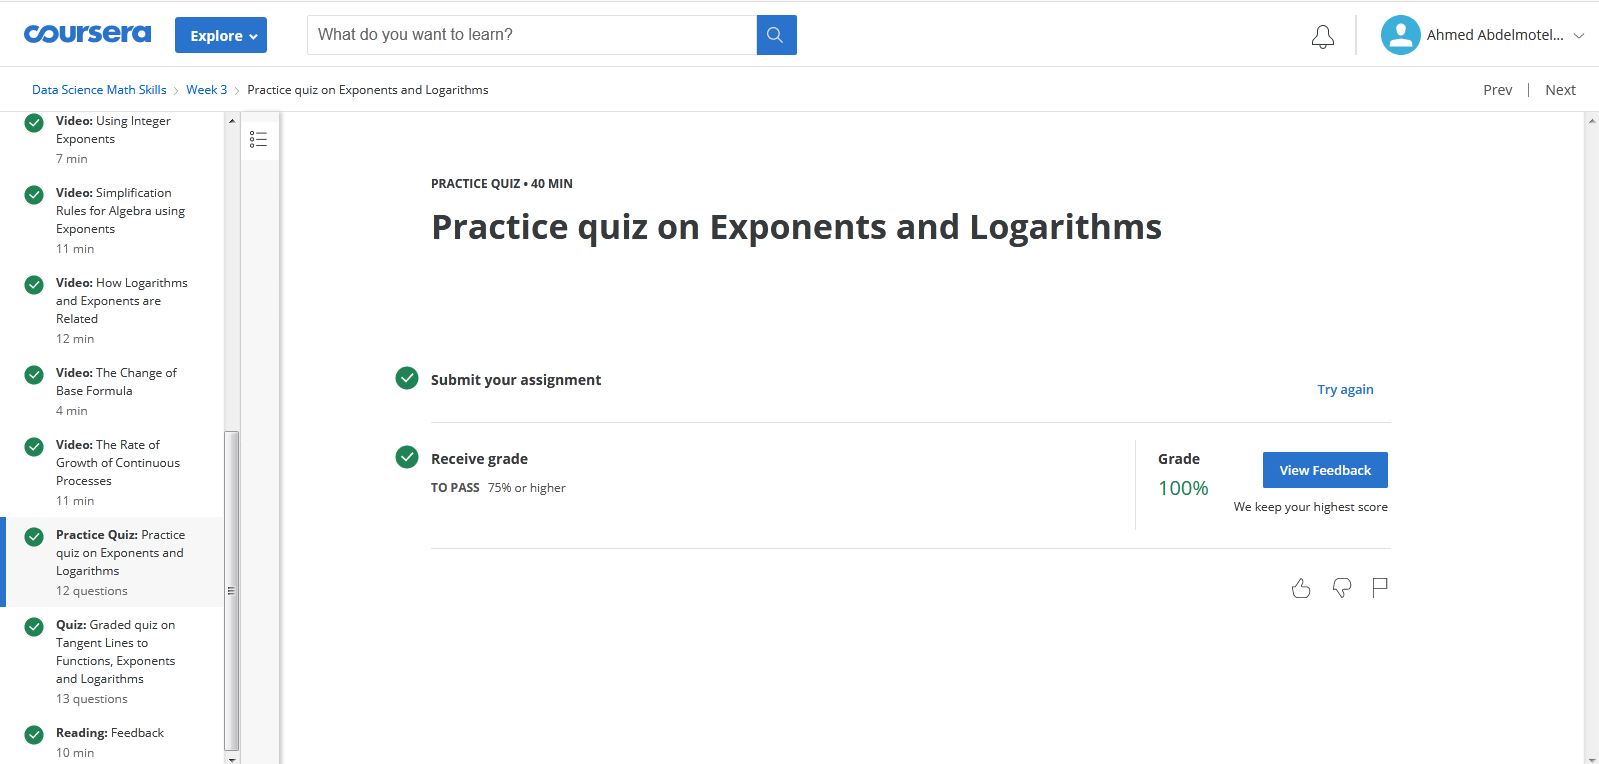 coursera
Explore
What do you want to learn?
Ahmed Abdelmotel...
Data Science Math Skills
Week 3
Practice quiz on Exponents and Logarithms
Prev
Next
Video: Using Integer
Exponents
7 min
Video: Simplification
Rules for Algebra using
Exponents
11 min
Video: How Logarithms
and Exponents are
Related
12 min
Video: The Change of
Base Formula
4 min
Video: The Rate of
Growth of Continuous
Processes
11 min
Practice Quiz: Practice
quiz on Exponents and
Logarithms
12 questions
Quiz: Graded quiz on
Tangent Lines to
Functions, Exponents
and Logarithms
13 questions
Reading: Feedback
10 min
PRACTICE QUIZ • 40 MIN
Practice quiz on Exponents and Logarithms
Submit your assignment
Try again
Receive grade
TO PASS 75% or higher
Grade
100%
View Feedback
We keep your highest score